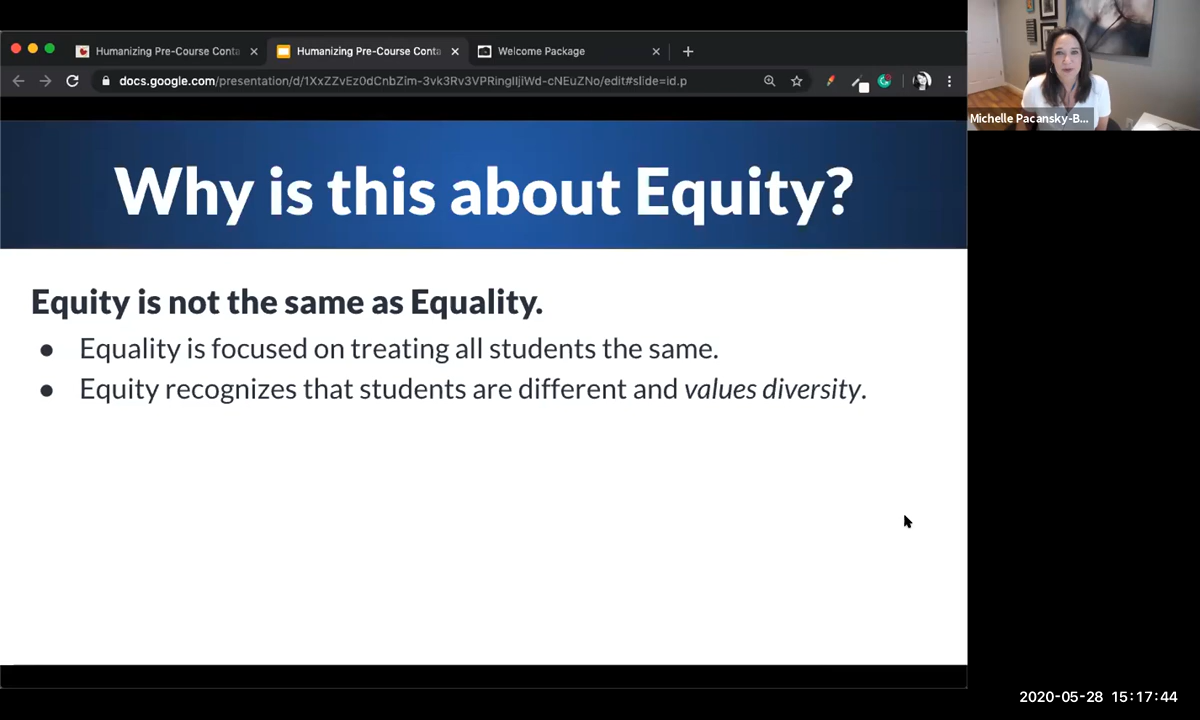 Humanizing Pre-Course Conta
Humanizing Pre-Course Conta
Welcome Package
docs.google.com/presentation/d/1XxZZvEz0dCnbZim-3vk3Rv3VPRinglIjiWd-cNEuZNo/edit#slide=id.p
Michelle Pacansky-B...
Why is this about Equity?
Equity is not the same as Equality.
● Equality is focused on treating all students the same.
● Equity recognizes that students are different and values diversity.
2020-05-28 15:17:44